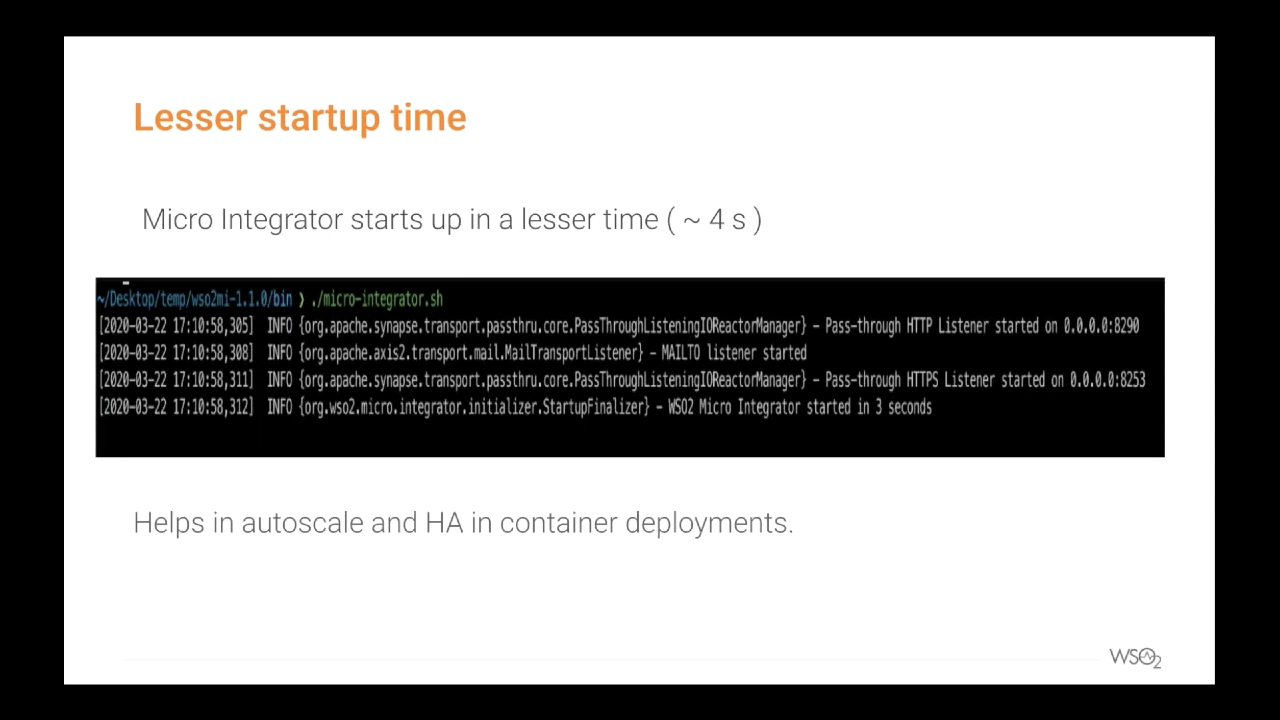 Lesser startup time
Micro Integrator starts up in a lesser time ( ~ 4 s )
~/Desktop/temp/wso2mi-1.1.0/bin ❯ ./micro-integrator.sh
[2020-03-22 17:10:58,305] INFO {org.apache.synapse.transport.passthru.core.PassThroughListeningIOReactorManager} - Pass-through HTTP Listener started on 0.0.0.0:8290
[2020-03-22 17:10:58,308] INFO {org.apache.axis2.transport.mail.MailTransportListener} - MAILTO listener started
[2020-03-22 17:10:58,311] INFO {org.apache.synapse.transport.passthru.core.PassThroughListeningIOReactorManager} - Pass-through HTTPS Listener started on 0.0.0.0:8253
[2020-03-22 17:10:58,312] INFO {org.wso2.micro.integrator.initializer.StartupFinalizer} - WSO2 Micro Integrator started in 3 seconds
Helps in autoscale and HA in container deployments.
WSO2